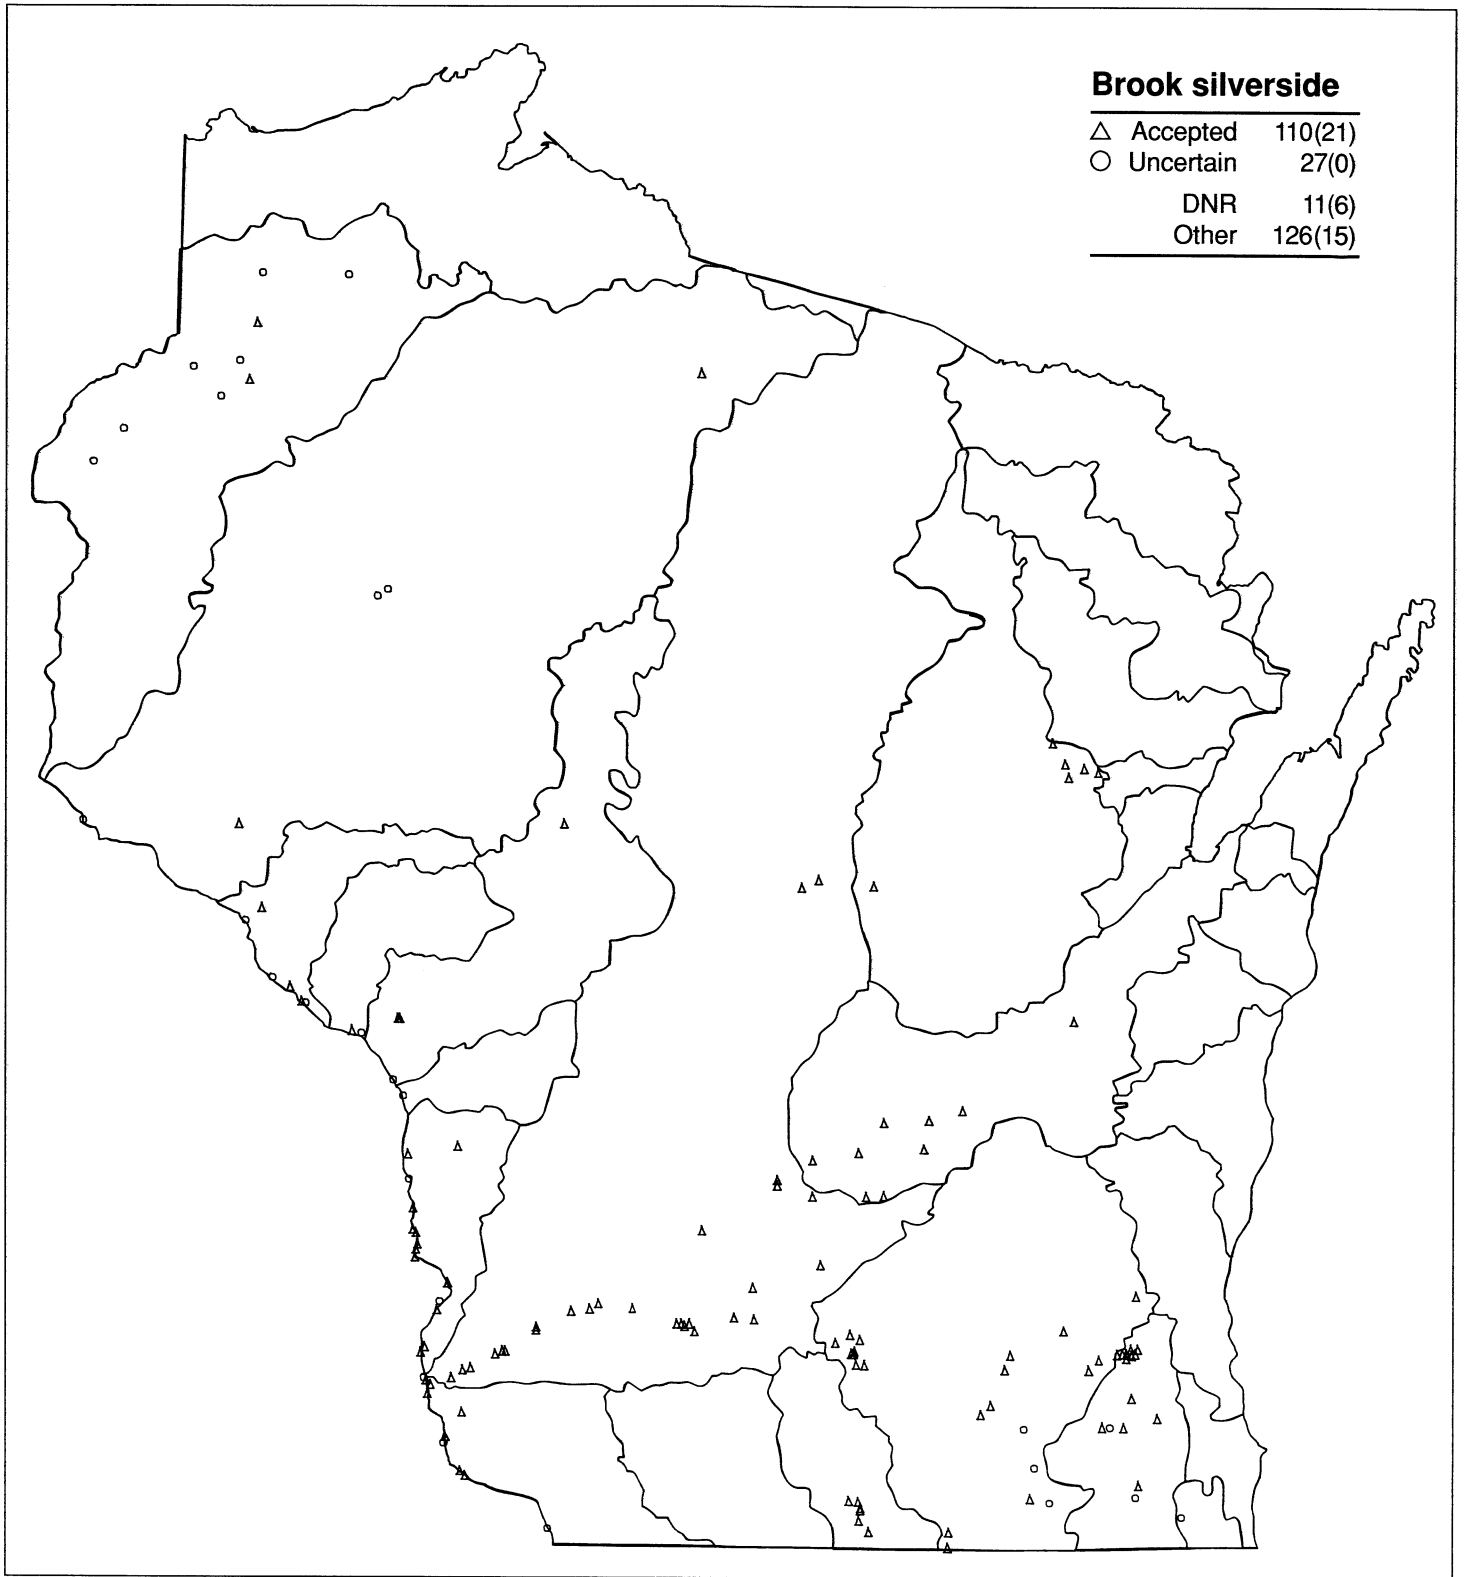 Brook silverside
△ Accepted 110(21)
○ Uncertain 27(0)
DNR 11(6)
Other 126(15)